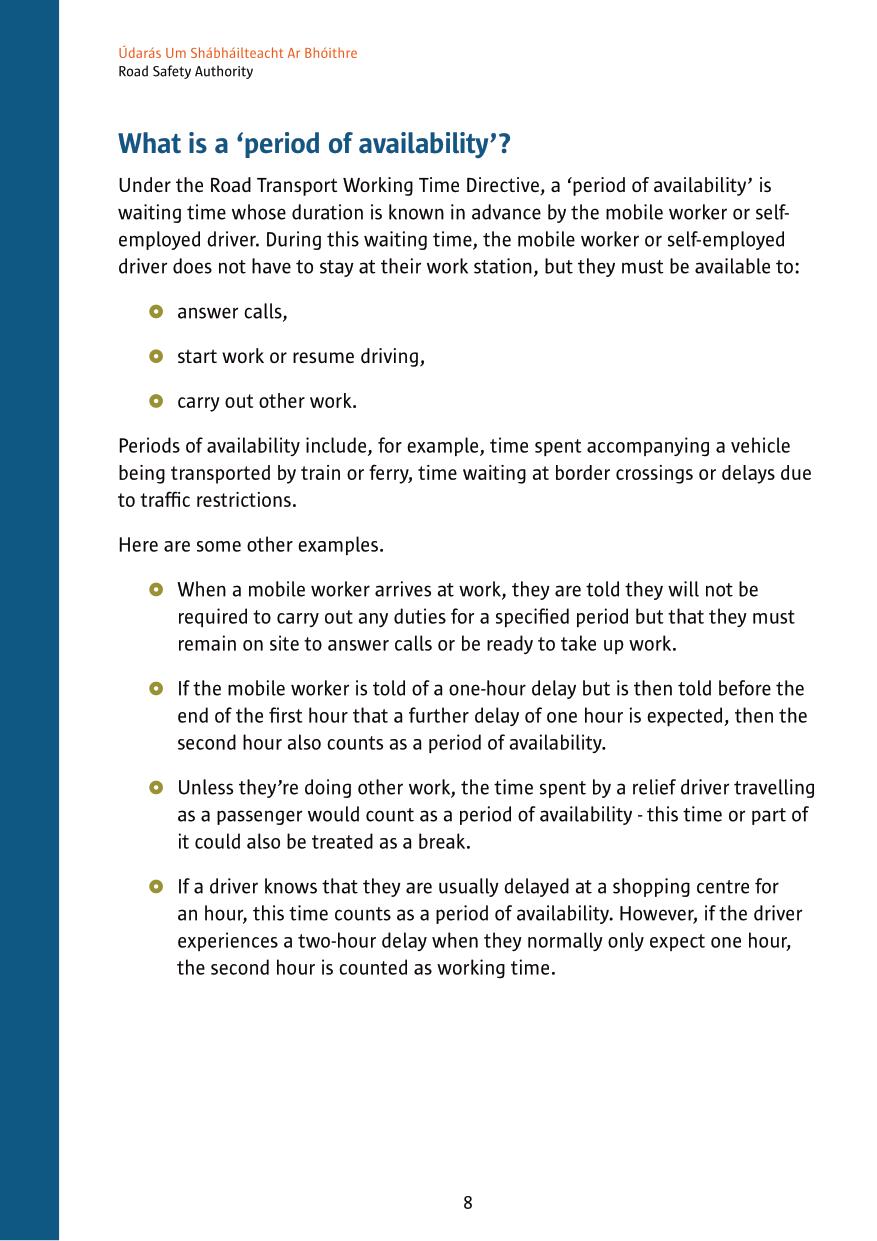 Údarás Um Shábháilteacht Ar Bhóithre
Road Safety Authority
What is a ‘period of availability’?
Under the Road Transport Working Time Directive, a ‘period of availability’ is
waiting time whose duration is known in advance by the mobile worker or self-
employed driver. During this waiting time, the mobile worker or self-employed
driver does not have to stay at their work station, but they must be available to:
answer calls,
start work or resume driving,
carry out other work.
Periods of availability include, for example, time spent accompanying a vehicle
being transported by train or ferry, time waiting at border crossings or delays due
to traffic restrictions.
Here are some other examples.
When a mobile worker arrives at work, they are told they will not be
required to carry out any duties for a specified period but that they must
remain on site to answer calls or be ready to take up work.
If the mobile worker is told of a one-hour delay but is then told before the
end of the first hour that a further delay of one hour is expected, then the
second hour also counts as a period of availability.
Unless they’re doing other work, the time spent by a relief driver travelling
as a passenger would count as a period of availability - this time or part of
it could also be treated as a break.
If a driver knows that they are usually delayed at a shopping centre for
an hour, this time counts as a period of availability. However, if the driver
experiences a two-hour delay when they normally only expect one hour,
the second hour is counted as working time.
8